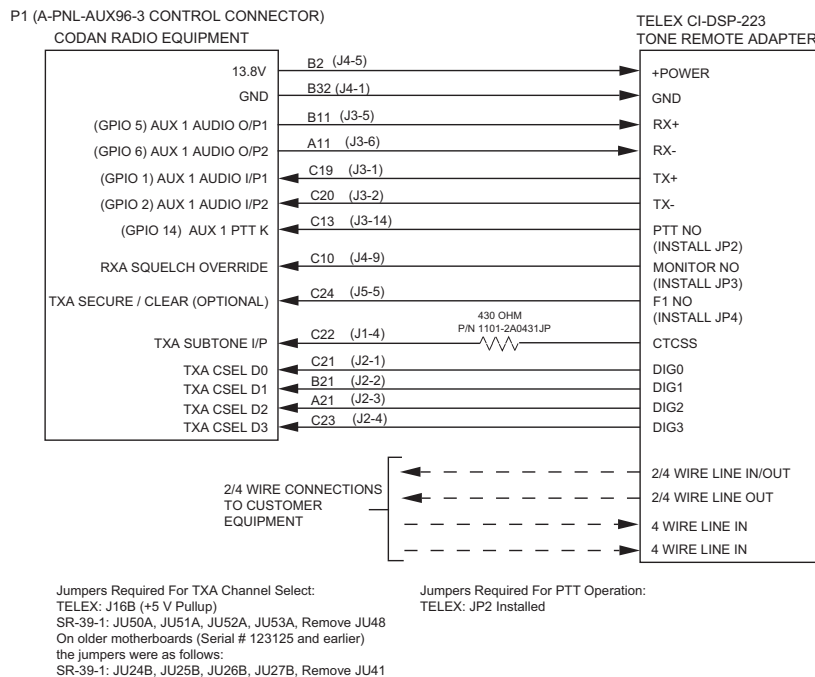 P1 (A-PNL-AUX96-3 CONTROL CONNECTOR)
CODAN RADIO EQUIPMENT
TELEX CI-DSP-223
TONE REMOTE ADAPTER
13.8V B2 (J4-5) +POWER
GND B32 (J4-1) GND
(GPIO 5) AUX 1 AUDIO O/P1 B11 (J3-5) RX+
(GPIO 6) AUX 1 AUDIO O/P2 A11 (J3-6) RX-
(GPIO 1) AUX 1 AUDIO I/P1 C19 (J3-1) TX+
(GPIO 2) AUX 1 AUDIO I/P2 C20 (J3-2) TX-
(GPIO 14) AUX 1 PTT K C13 (J3-14) PTT NO
(INSTALL JP2)
RXA SQUELCH OVERRIDE C10 (J4-9) MONITOR NO
(INSTALL JP3)
TXA SECURE / CLEAR (OPTIONAL) C24 (J5-5) F1 NO
(INSTALL JP4)
430 OHM
P/N 1101-2A0431JP
TXA SUBTONE I/P C22 (J1-4) CTCSS
TXA CSEL D0 C21 (J2-1) DIG0
TXA CSEL D1 B21 (J2-2) DIG1
TXA CSEL D2 A21 (J2-3) DIG2
TXA CSEL D3 C23 (J2-4) DIG3
2/4 WIRE CONNECTIONS
TO CUSTOMER
EQUIPMENT
2/4 WIRE LINE IN/OUT
2/4 WIRE LINE OUT
4 WIRE LINE IN
4 WIRE LINE IN
Jumpers Required For TXA Channel Select:
TELEX: J16B (+5 V Pullup)
SR-39-1: JU50A, JU51A, JU52A, JU53A, Remove JU48
On older motherboards (Serial # 123125 and earlier)
the jumpers were as follows:
SR-39-1: JU24B, JU25B, JU26B, JU27B, Remove JU41
Jumpers Required For PTT Operation:
TELEX: JP2 Installed